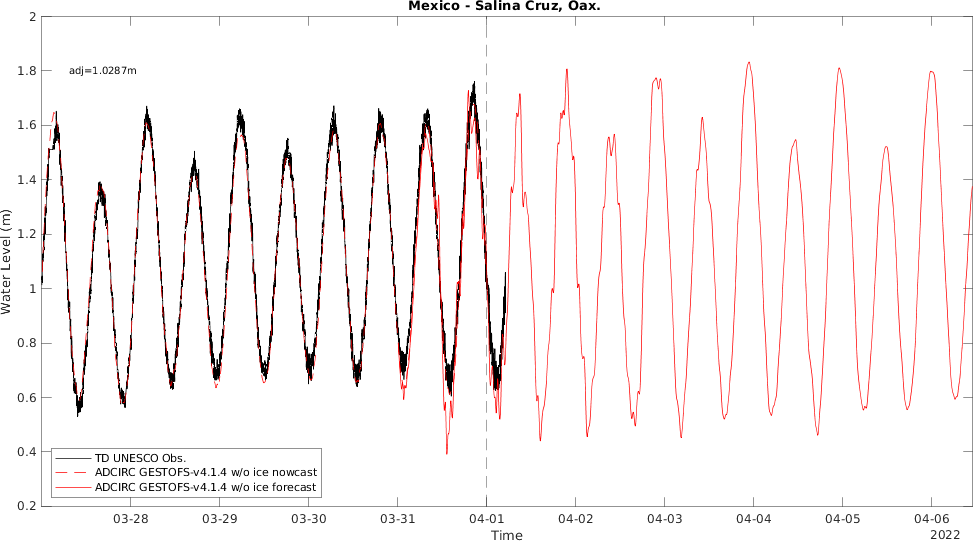 Mexico - Salina Cruz, Oax.
2
1.8
1.6
1.4
1.2
1
0.8
0.6
0.4
0.2
Water Level (m)
adj=1.0287m
TD UNESCO Obs.
ADCIRC GESTOFS-v4.1.4 w/o ice nowcast
ADCIRC GESTOFS-v4.1.4 w/o ice forecast
03-28 03-29 03-30 03-31 04-01 04-02 04-03 04-04 04-05 04-06
Time
2022